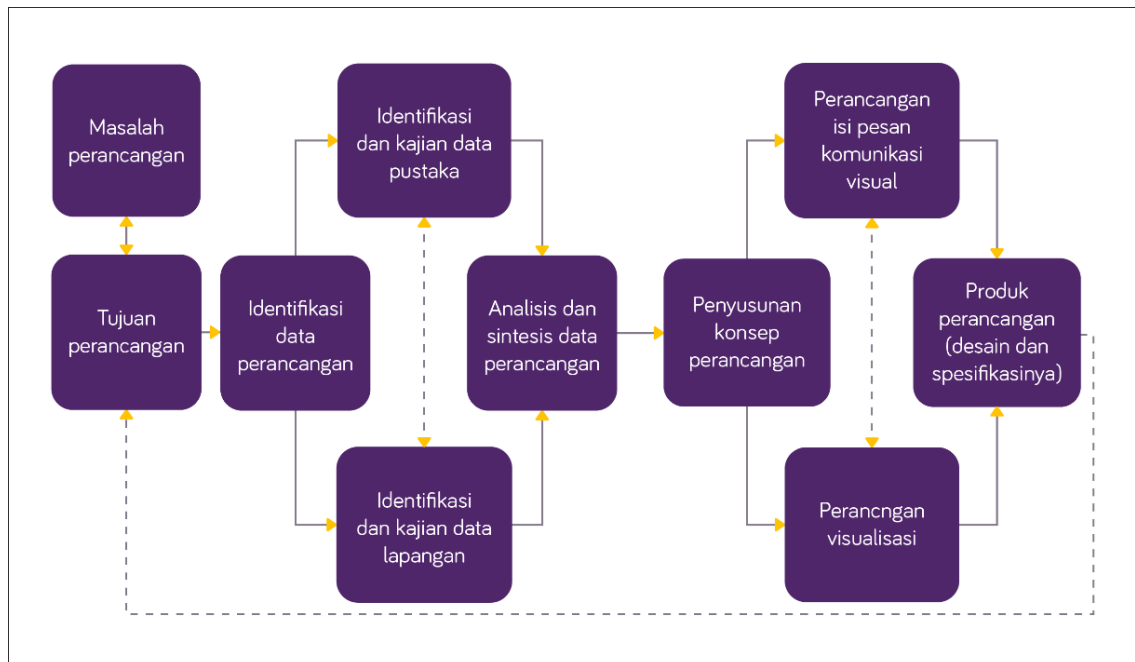 Masalah
perancangan
Tujuan
perancangan
Identifikasi
data
perancangan
Identifikasi
dan kajian data
pustaka
Identifikasi
dan kajian data
lapangan
Analisis dan
sintesis data
perancangan
Penyusunan
konsep
perancangan
Perancangan
isi pesan
komunikasi
visual
Perancngan
visualisasi
Produk
perancangan
(desain dan
spesifikasinya)